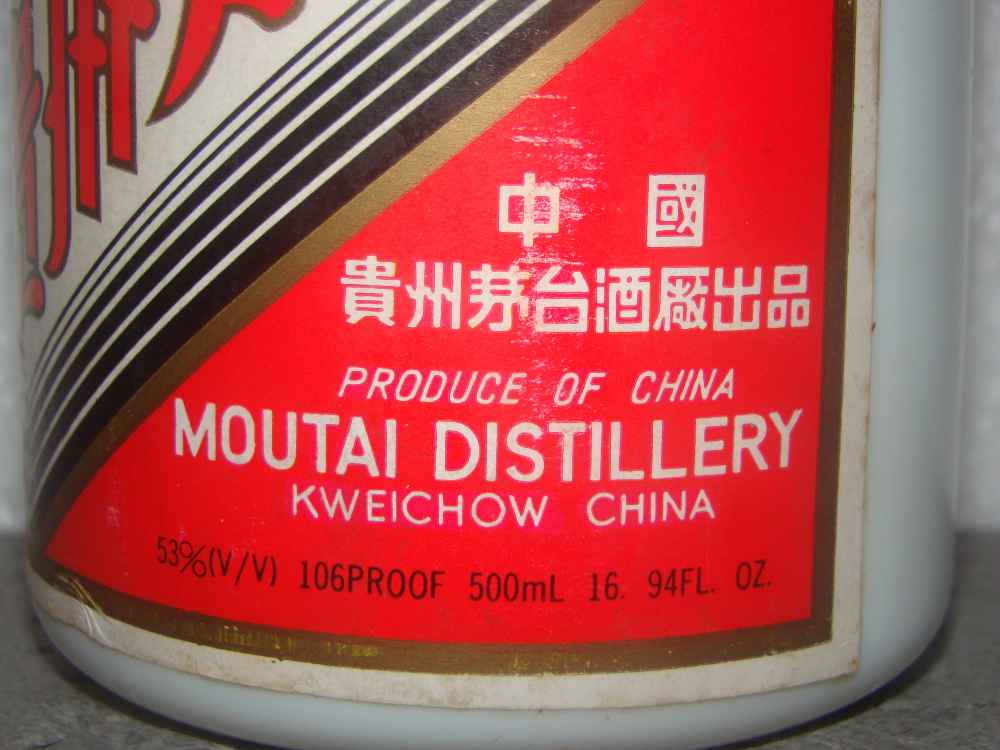 中 國
貴州茅台酒廠出品
PRODUCE OF CHINA
MOUTAI DISTILLERY
KWEICHOW CHINA
53%(V/V) 106PROOF 500mL 16. 94FL. OZ.